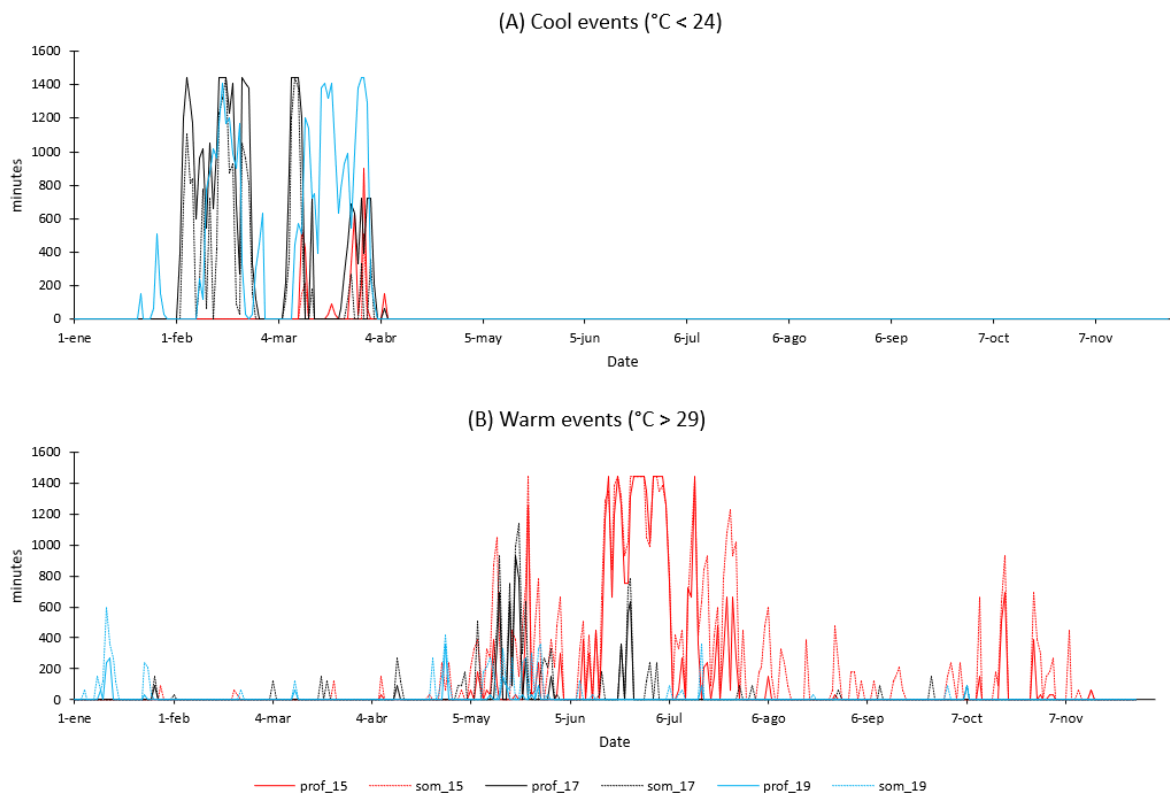 (A) Cool events (°C < 24)
1600
1400
1200
1000
800
600
400
200
0
minutes
1-ene 1-feb 4-mar 4-abr 5-may 5-jun 6-jul 6-ago 6-sep 7-oct 7-nov
Date
(B) Warm events (°C > 29)
1600
1400
1200
1000
800
600
400
200
0
minutes
1-ene 1-feb 4-mar 4-abr 5-may 5-jun 6-jul 6-ago 6-sep 7-oct 7-nov
Date
prof_15 som_15 prof_17 som_17 prof_19 som_19